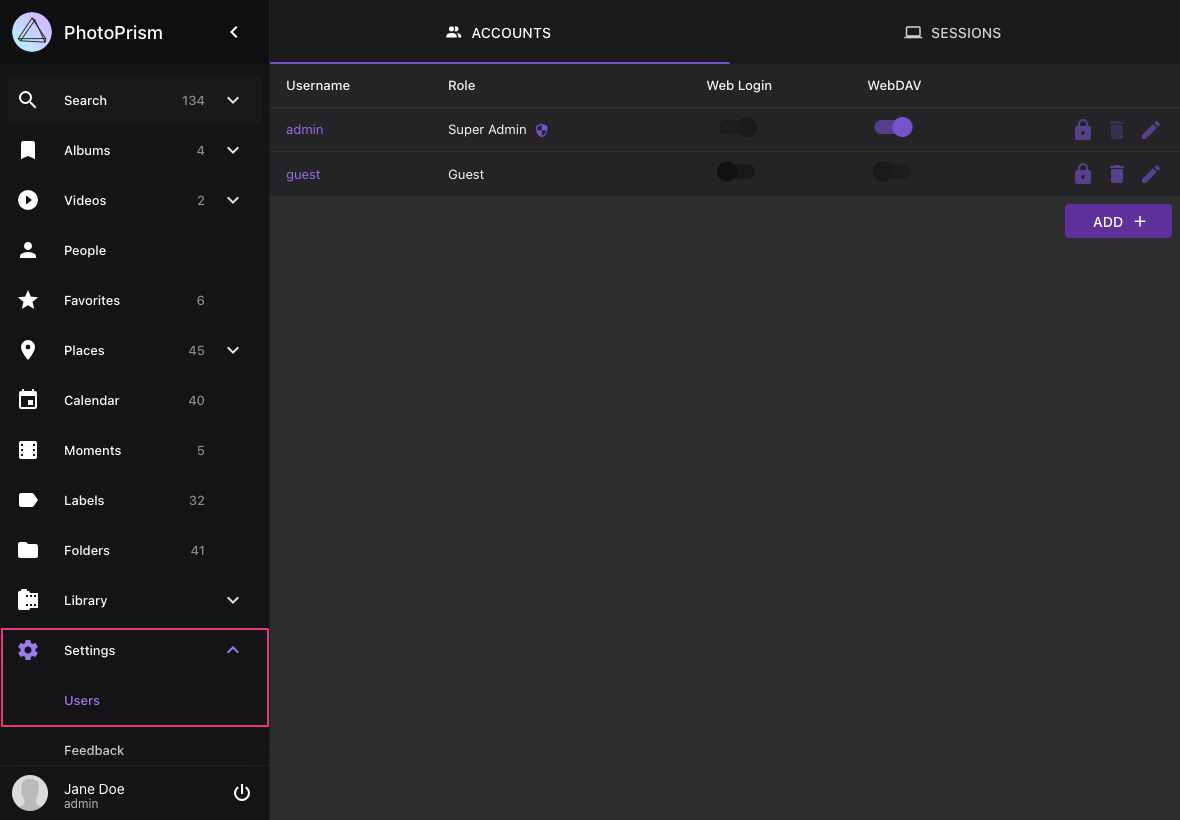 PhotoPrism
Search 134
Albums 4
Videos 2
People
Favorites 6
Places 45
Calendar 40
Moments 5
Labels 32
Folders 41
Library
Settings
Users
Feedback
Jane Doe
admin
ACCOUNTS SESSIONS
Username Role Web Login WebDAV
admin Super Admin
guest Guest
ADD +